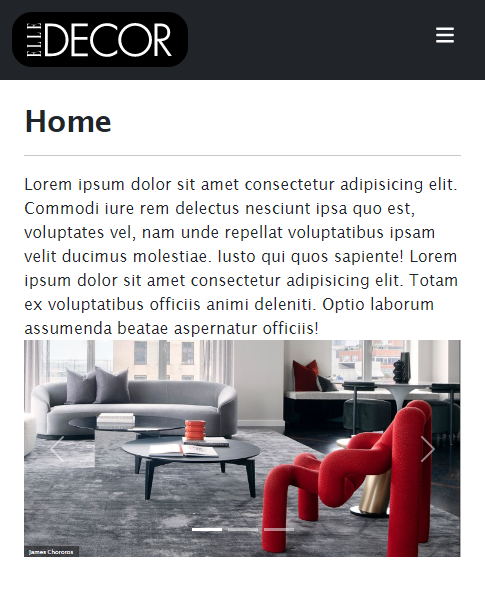 ELLE DECOR
Home
Lorem ipsum dolor sit amet consectetur adipisicing elit.
Commodi iure rem delectus nesciunt ipsa quo est,
voluptates vel, nam unde repellat voluptatibus ipsam
velit ducimus molestiae. Iusto qui quos sapiente! Lorem
ipsum dolor sit amet consectetur adipisicing elit. Totam
ex voluptatibus officiis animi deleniti. Optio laborum
assumenda beatae aspernatur officiis!
James Chororos